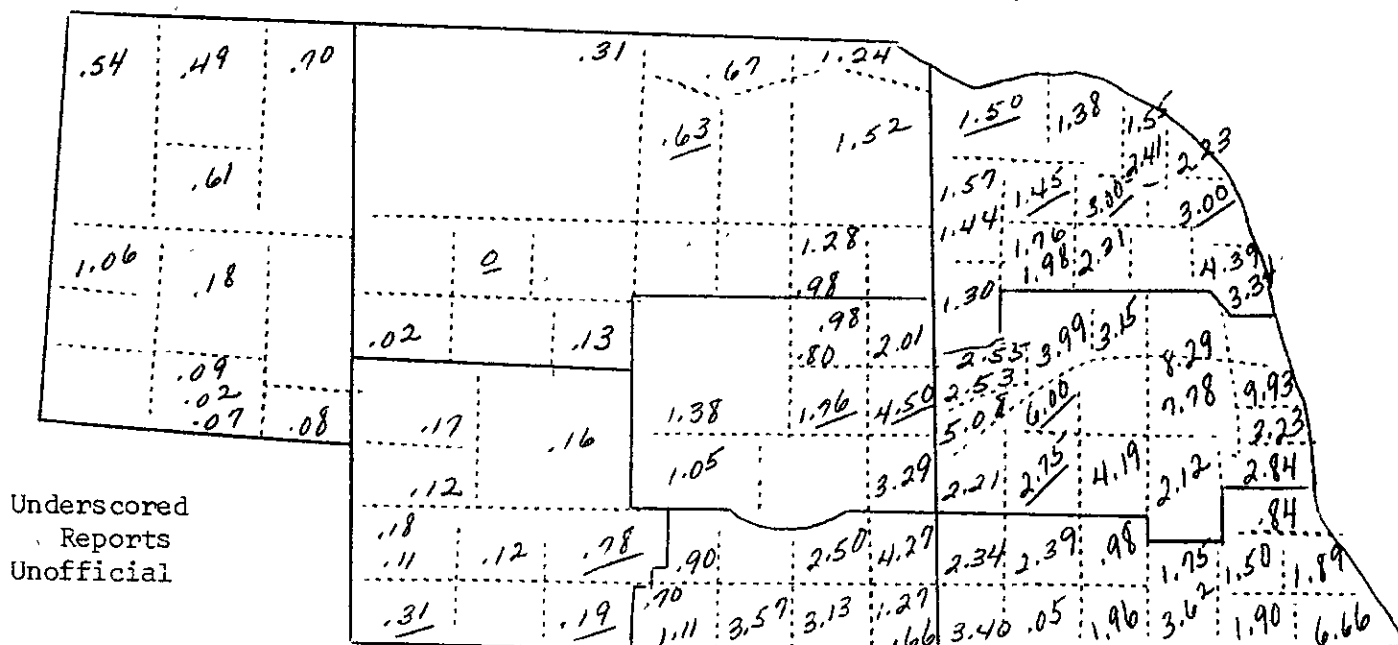 .54 .49 .70 .31 .67 1.24
.63 1.52 1.50 1.38 1.55
2.41 2.23
.61 1.57 1.45 3.00 3.00
1.44
1.06 .18 0 1.28 1.76 2.21
.98 1.98 4.39
1.30 3.34
.02 .13 .98 2.01 3.99 3.15
.80 2.55 8.29
.09 2.53
.02 1.38 1.76 4.50 5.08 6.00 7.78 9.93
.07 .08 .17 .16 2.23
.12 1.05 3.29 2.21 2.75 4.19 2.12 2.84
Underscored
Reports
Unofficial
.18 .84
.11 .12 .78 .90 2.50 4.27 2.34 2.39 .98 1.75 1.50 1.89
.31 .19 .70
1.11 3.57 3.13 1.27 3.40 .05 1.96 3.62 1.90 6.66
.66